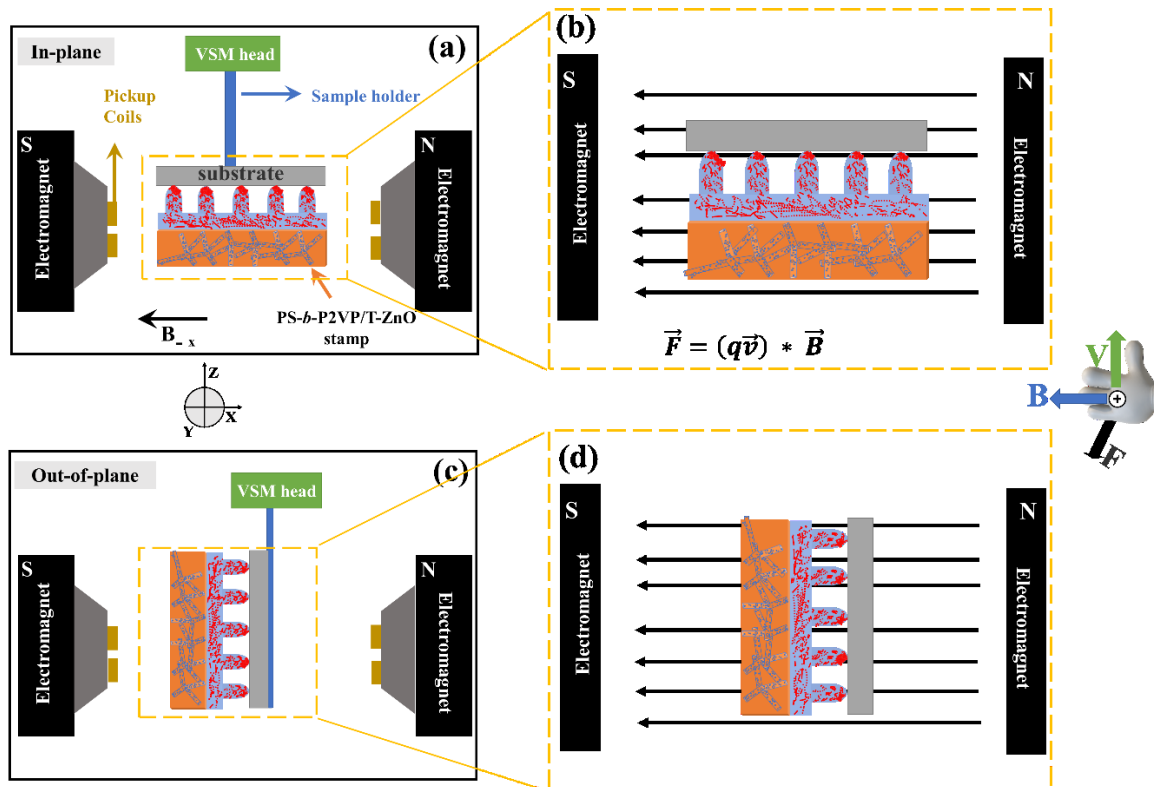 In-plane
(a)
VSM head
Pickup
Coils
Sample holder
S
N
Electromagnet
Electromagnet
substrate
PS-b-P2VP/T-ZnO
stamp
B- x
(b)
S
N
Electromagnet
Electromagnet
F = (qv) * B
Z
X
Y
V
B
+
F
Out-of-plane
(c)
VSM head
S
N
Electromagnet
Electromagnet
(d)
S
N
Electromagnet
Electromagnet